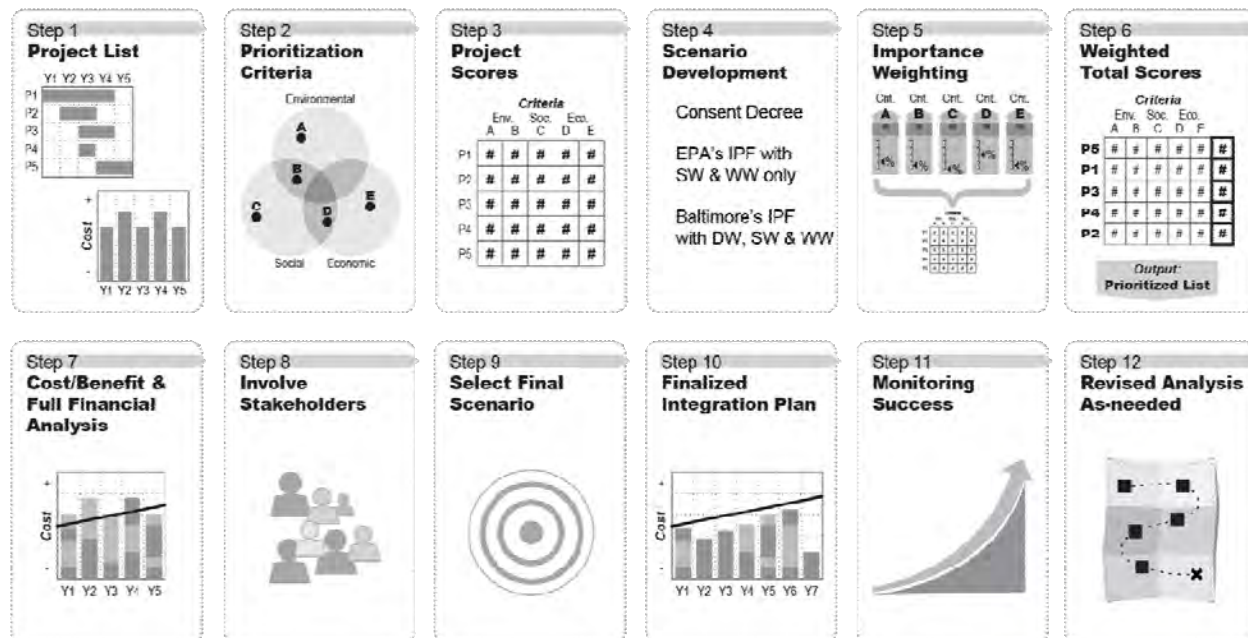 Step 1
Project List
Y1 Y2 Y3 Y4 Y5
P1
P2
P3
P4
P5
+
Cost
-
Y1 Y2 Y3 Y4 Y5
Step 2
Prioritization
Criteria
Environmental
A
B
C
D
E
Social
Economic
Step 3
Project
Scores
Criteria
Env. Soc. Eco.
A B C D E
P1 # # # # #
P2 # # # # #
P3 # # # # #
P4 # # # # #
P5 # # # # #
Step 4
Scenario
Development
Consent Decree
EPA's IPF with
SW & WW only
Baltimore's IPF
with DW, SW & WW
Step 5
Importance
Weighting
Crit. Crit. Crit. Crit. Crit.
A B C D E
Step 6
Weighted
Total Scores
Criteria
Env. Soc. Eco.
A B C D E
P5 # # # # # #
P1 # # # # # #
P3 # # # # # #
P4 # # # # # #
P2 # # # # # #
Output:
Prioritized List
Step 7
Cost/Benefit &
Full Financial
Analysis
+
Cost
-
Y1 Y2 Y3 Y4 Y5
Step 8
Involve
Stakeholders
Step 9
Select Final
Scenario
Step 10
Finalized
Integration Plan
+
Cost
-
Y1 Y2 Y3 Y4 Y5 Y6 Y7
Step 11
Monitoring
Success
Step 12
Revised Analysis
As-needed